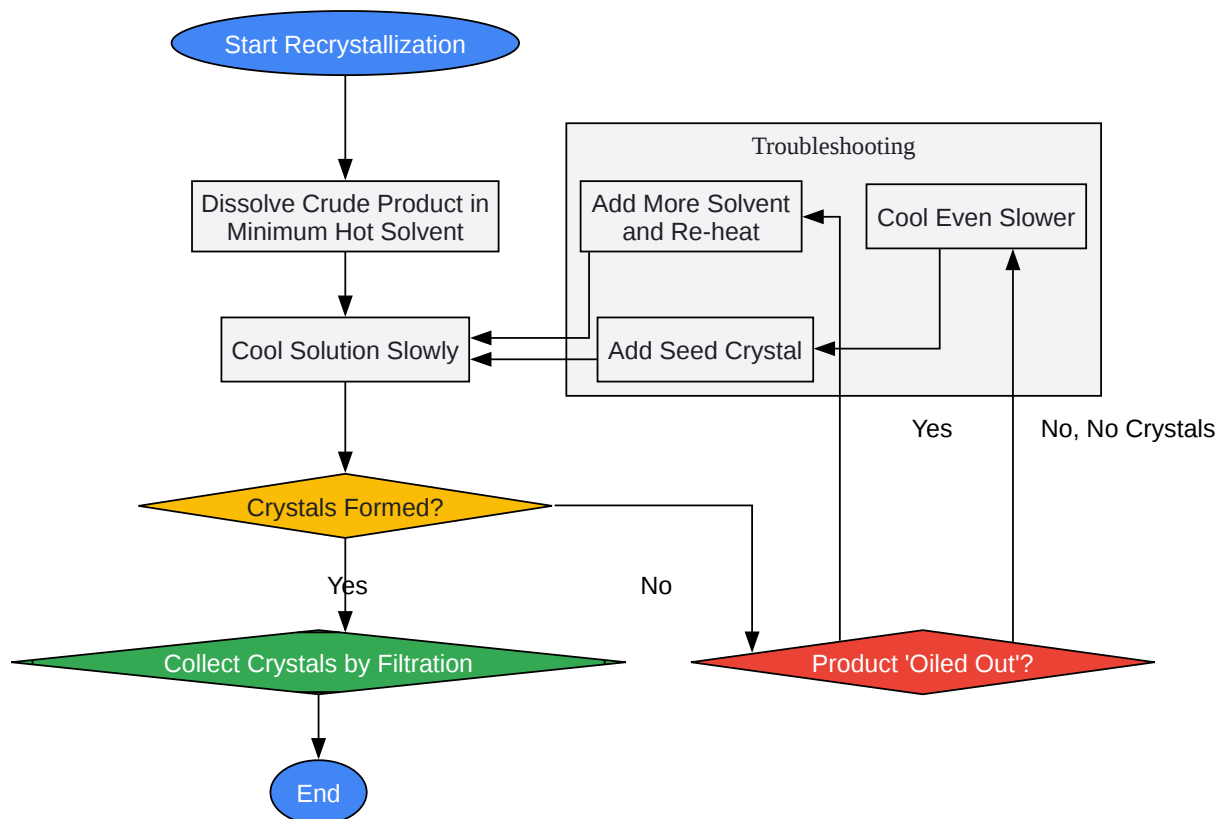 Start Recrystallization
Troubleshooting
Dissolve Crude Product in
Minimum Hot Solvent
Add More Solvent
and Re-heat
Cool Even Slower
Cool Solution Slowly
Add Seed Crystal
Yes
No, No Crystals
Crystals Formed?
Yes
No
Collect Crystals by Filtration
Product 'Oiled Out'?
End